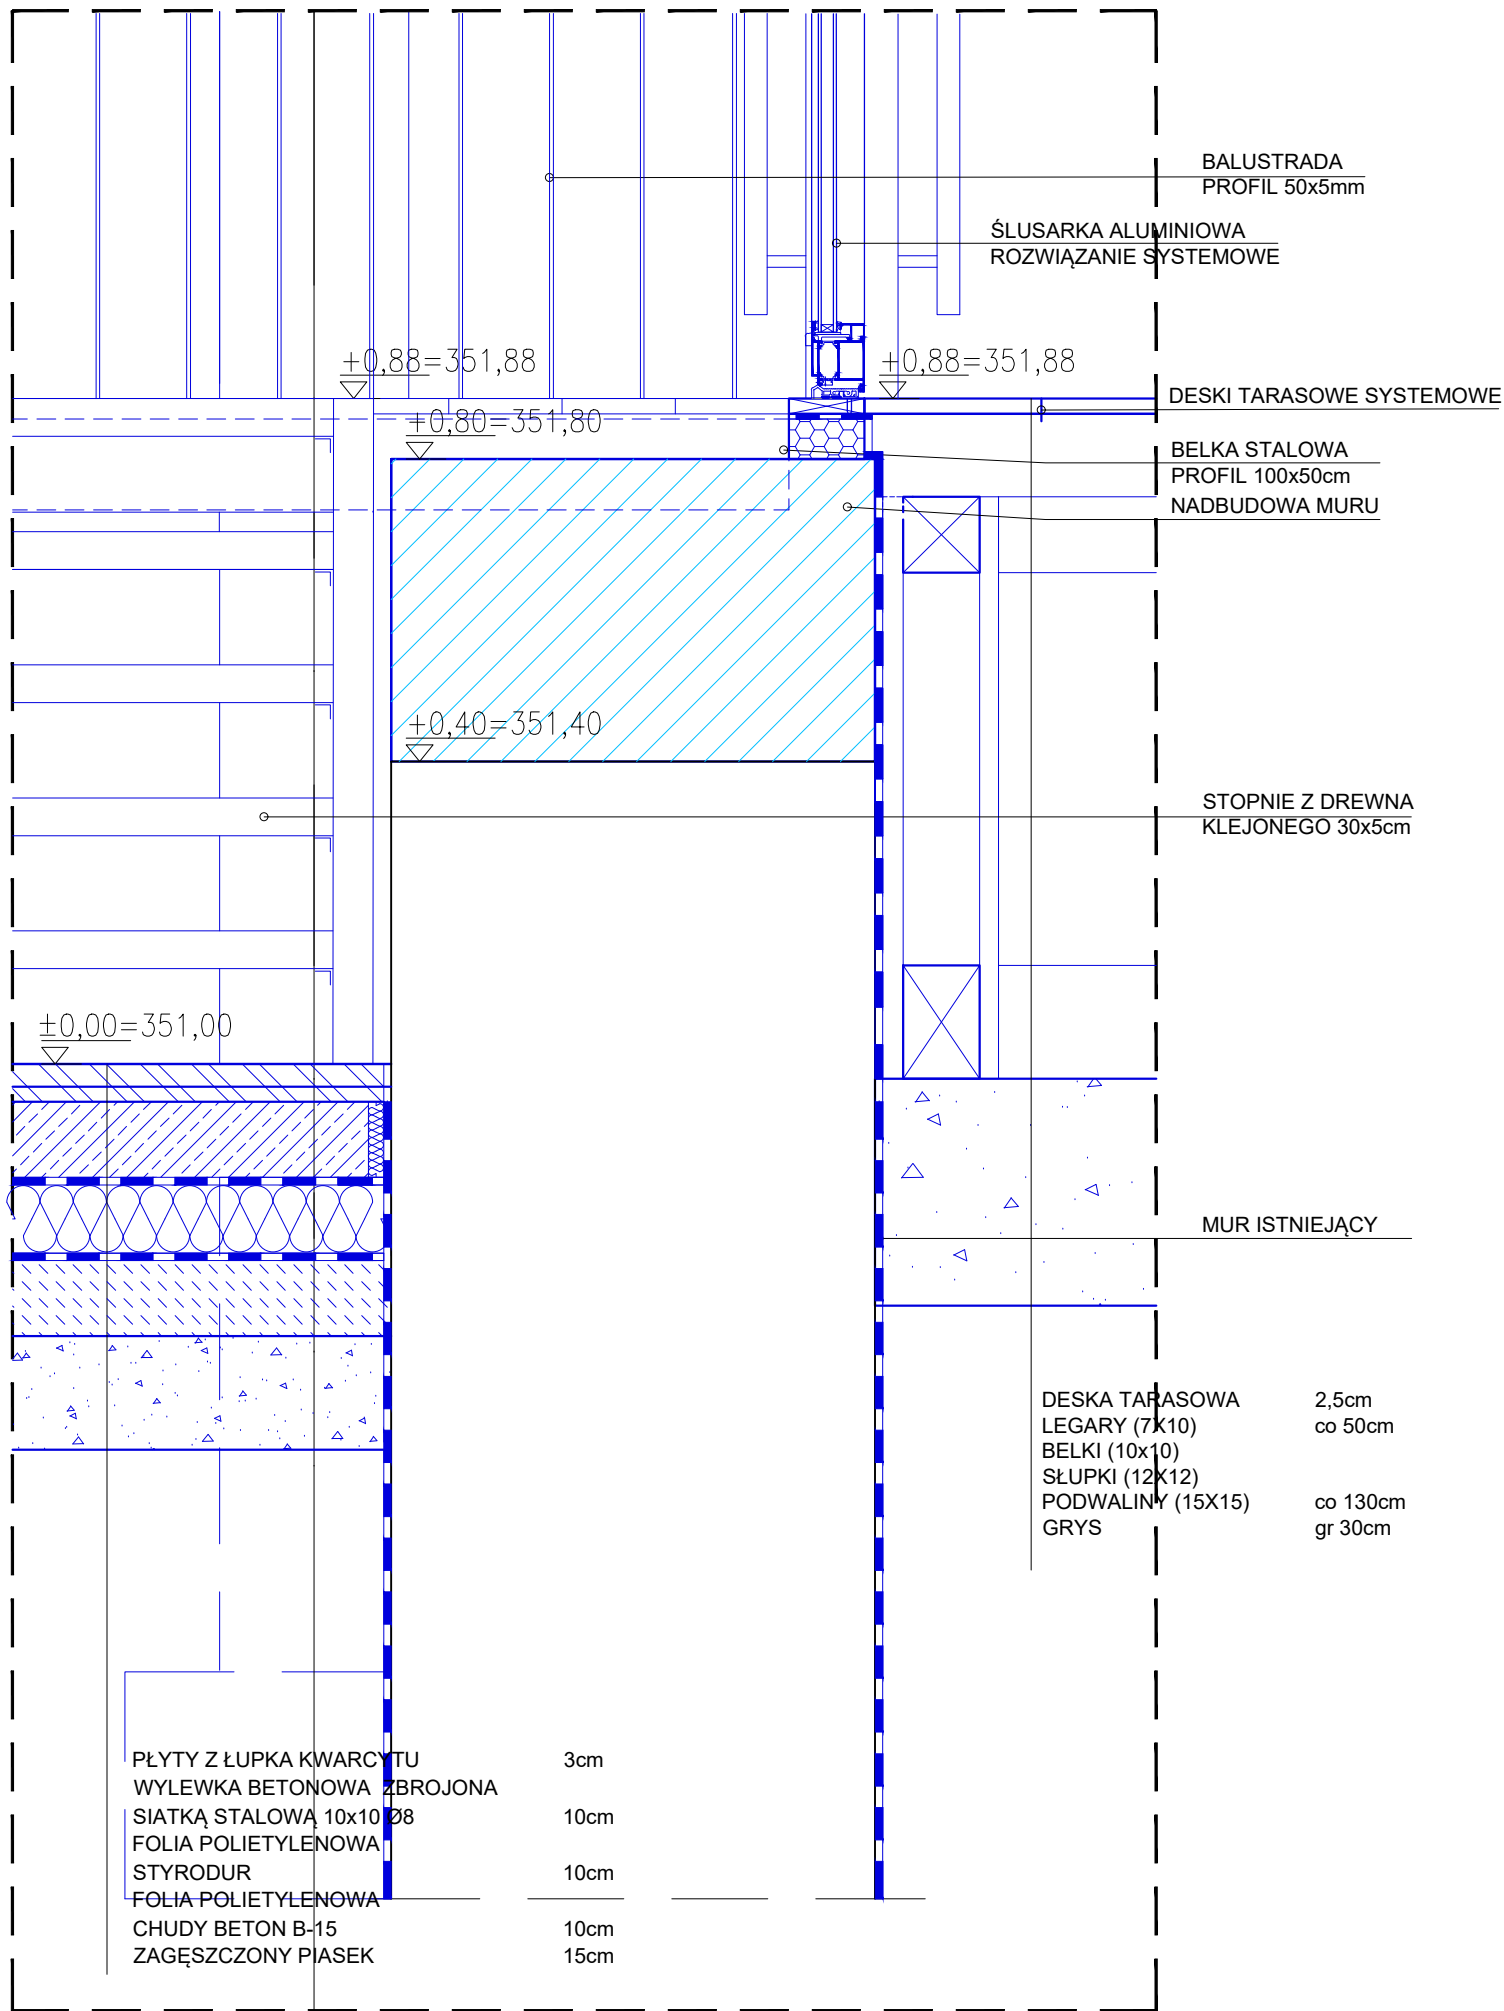 BALUSTRADA
PROFIL 50x5mm
ŚLUSARKA ALUMINIOWA
ROZWIĄZANIE SYSTEMOWE
+0,88=351,88
+0,88=351,88
DESKI TARASOWE SYSTEMOWE
+0,80=351,80
BELKA STALOWA
PROFIL 100x50cm
NADBUDOWA MURU
+0,40=351,40
STOPNIE Z DREWNA
KLEJONEGO 30x5cm
±0,00=351,00
MUR ISTNIEJĄCY
DESKA TARASOWA 2,5cm
LEGARY (7X10) co 50cm
BELKI (10x10)
SŁUPKI (12X12)
PODWALINY (15X15) co 130cm
GRYS gr 30cm
PŁYTY Z ŁUPKA KWARCYTU 3cm
WYLEWKA BETONOWA ZBROJONA
SIATKĄ STALOWĄ 10x10 Ø8 10cm
FOLIA POLIETYLENOWA
STYRODUR 10cm
FOLIA POLIETYLENOWA
CHUDY BETON B-15 10cm
ZAGĘSZCZONY PIASEK 15cm